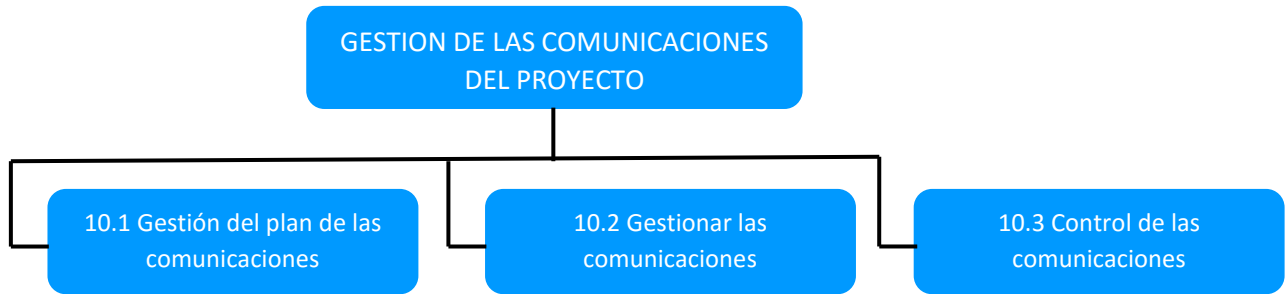 GESTION DE LAS COMUNICACIONES
DEL PROYECTO
10.1 Gestión del plan de las
comunicaciones
10.2 Gestionar las
comunicaciones
10.3 Control de las
comunicaciones